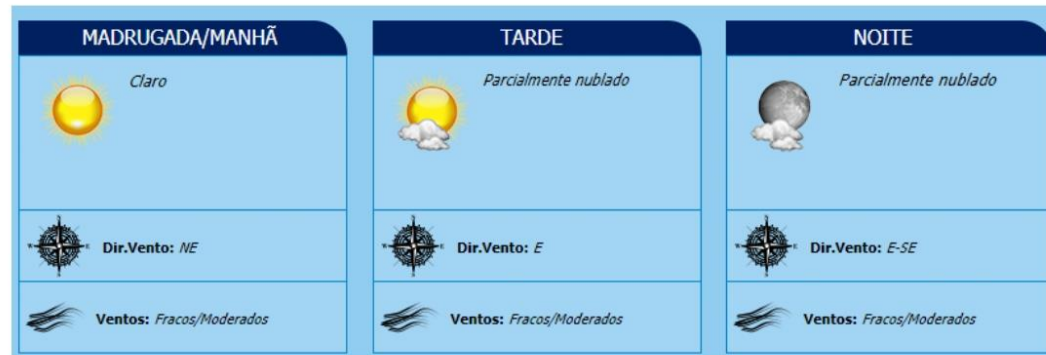 MADRUGADA/MANHÃ
Claro
Dir.Vento: NE
Ventos: Fracos/Moderados
TARDE
Parcialmente nublado
Dir.Vento: E
Ventos: Fracos/Moderados
NOITE
Parcialmente nublado
Dir.Vento: E-SE
Ventos: Fracos/Moderados